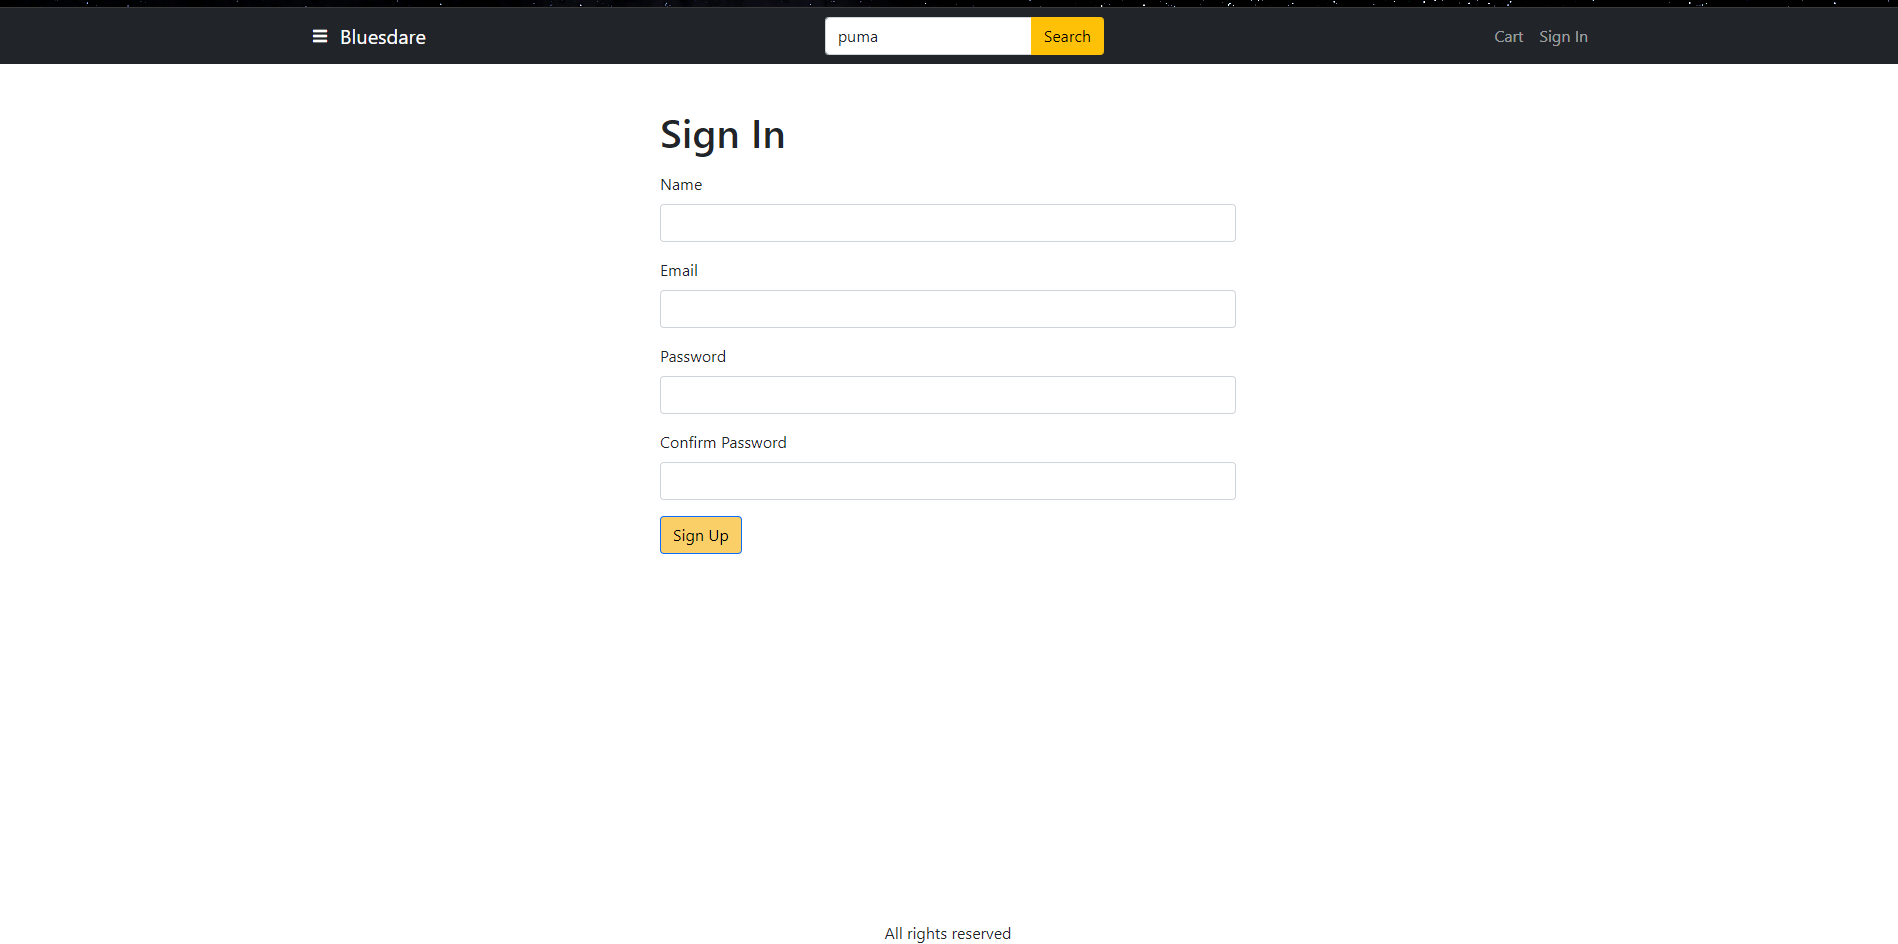 Bluesdare
puma
Search
Cart
Sign In
Sign In
Name
Email
Password
Confirm Password
Sign Up
All rights reserved